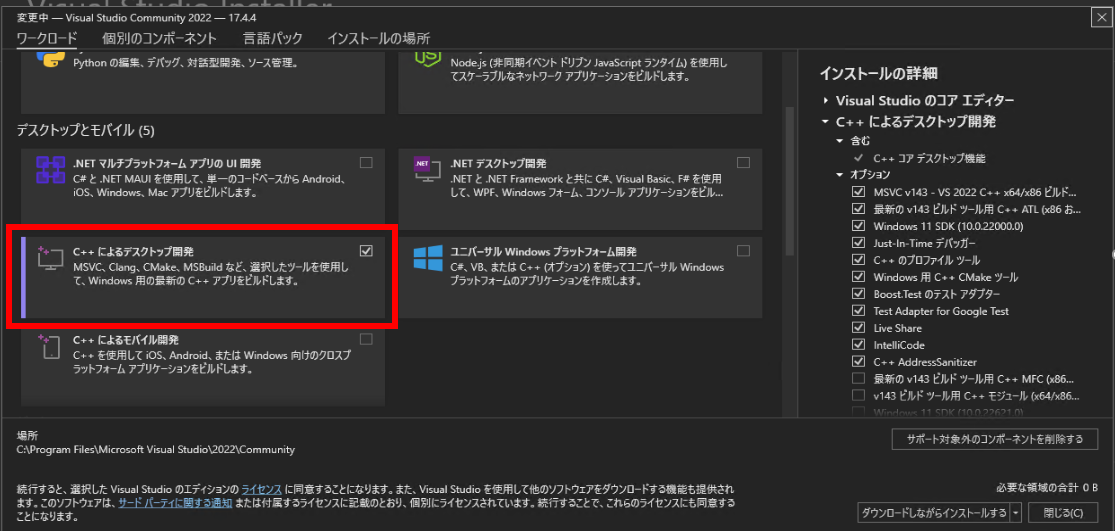 Visual Studio Installer
変更中 — Visual Studio Community 2022 — 17.4.4
ワークロード 個別のコンポーネント 言語パック インストールの場所
Python の編集、デバッグ、対話型開発、ソース管理。
Node.js (非同期イベント ドリブン JavaScript ランタイム) を使用し
てスケーラブルなネットワーク アプリケーションをビルドします。
デスクトップとモバイル (5)
.NET マルチプラットフォーム アプリの UI 開発
C# と .NET MAUI を使用して、単一のコードベースから Android、
iOS、Windows、Mac アプリをビルドします。
.NET
.NET デスクトップ開発
.NET と .NET Framework と共に C#、Visual Basic、F# を使用
して、WPF、Windows フォーム、コンソール アプリケーションをビル...
C++ によるデスクトップ開発
MSVC、Clang、CMake、MSBuild など、選択したツールを使用し
て、Windows 用の最新の C++ アプリをビルドします。
ユニバーサル Windows プラットフォーム開発
C#、VB、または C++ (オプション) を使ってユニバーサル Windows
プラットフォームのアプリケーションを作成します。
C++ によるモバイル開発
C++ を使用して iOS、Android、または Windows 向けのクロスプ
ラットフォーム アプリケーションをビルドします。
インストールの詳細
Visual Studio のコア エディター
C++ によるデスクトップ開発
含む
C++ コア デスクトップ機能
オプション
MSVC v143 - VS 2022 C++ x64/x86 ビルド...
最新の v143 ビルド ツール用 C++ ATL (x86 お...
Windows 11 SDK (10.0.22000.0)
Just-In-Time デバッガー
C++ のプロファイル ツール
Windows 用 C++ CMake ツール
Boost.Test のテスト アダプター
Test Adapter for Google Test
Live Share
IntelliCode
C++ AddressSanitizer
最新の v143 ビルド ツール用 C++ MFC (x86...
v143 ビルド ツール用 C++ モジュール (x64/x86...
Windows 11 SDK (10.0.22621.0)
場所
C:\Program Files\Microsoft Visual Studio\2022\Community
サポート対象外のコンポーネントを削除する
続行すると、選択した Visual Studio のエディションの ライセンス に同意することになります。また、Visual Studio を使用して他のソフトウェアをダウンロードする機能も提供され
ます。このソフトウェアは、サード パーティに関する通知 または付属するライセンスに記載のとおり、個別にライセンスされています。続行することで、これらのライセンスにも同意する
ことになります。
必要な領域の合計 0 B
ダウンロードしながらインストールする 閉じる(C)